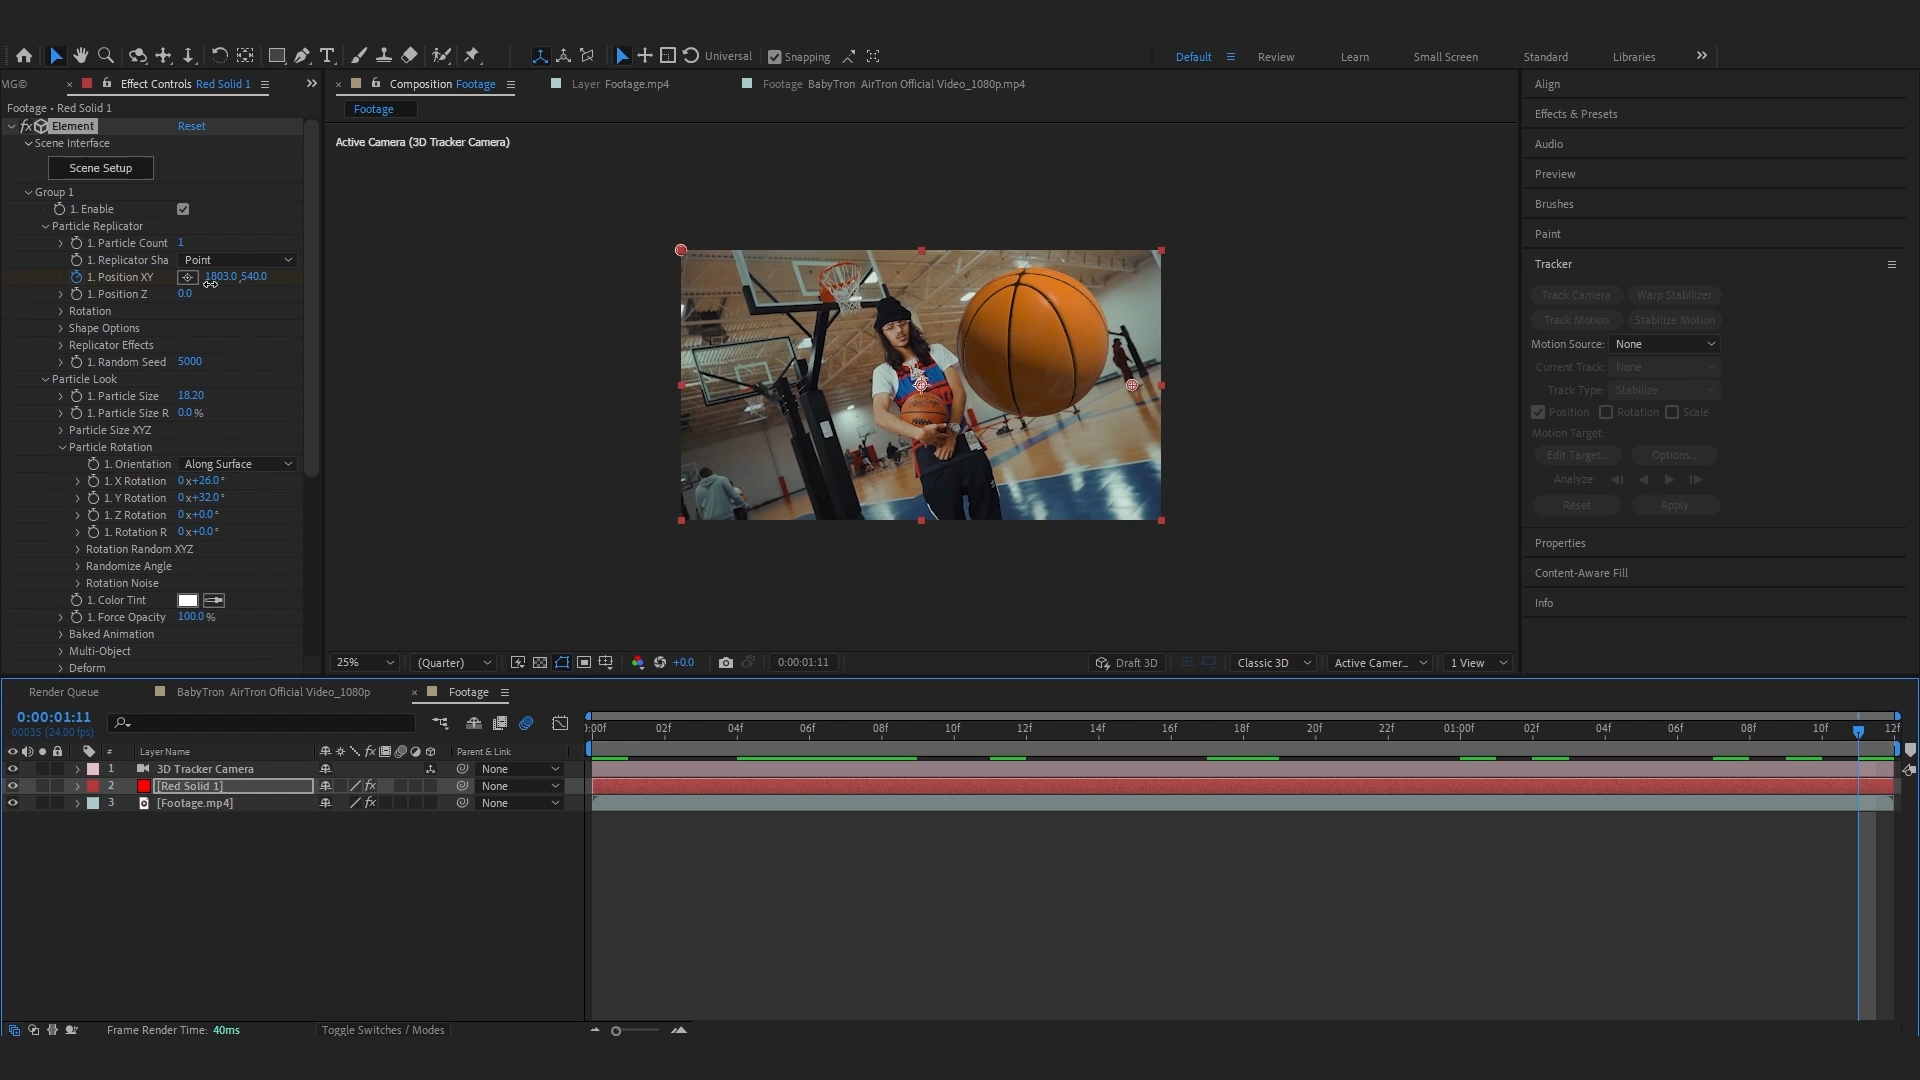 Universal
Snapping
Default
Review
Learn
Small Screen
Standard
Libraries
MG©
Effect Controls Red Solid 1
Composition Footage
Layer Footage.mp4
Footage BabyTron AirTron Official Video_1080p.mp4
Footage • Red Solid 1
Footage
Element
Reset
Scene Interface
Scene Setup
Group 1
1. Enable
Particle Replicator
1. Particle Count 1
1. Replicator Sha Point
1. Position XY 1803.0 ,540.0
1. Position Z 0.0
Rotation
Shape Options
Replicator Effects
1. Random Seed 5000
Particle Look
1. Particle Size 18.20
1. Particle Size R 0.0 %
Particle Size XYZ
Particle Rotation
1. Orientation Along Surface
1. X Rotation 0 x+26.0°
1. Y Rotation 0 x+32.0°
1. Z Rotation 0 x+0.0°
1. Rotation R 0 x+0.0°
Rotation Random XYZ
Randomize Angle
Rotation Noise
1. Color Tint
1. Force Opacity 100.0 %
Baked Animation
Multi-Object
Deform
Active Camera (3D Tracker Camera)
25%
(Quarter)
+0.0
0:00:01:11
Draft 3D
Classic 3D
Active Camer...
1 View
Align
Effects & Presets
Audio
Preview
Brushes
Paint
Tracker
Track Camera
Warp Stabilizer
Track Motion
Stabilize Motion
Motion Source: None
Current Track: None
Track Type: Stabilize
Position Rotation Scale
Motion Target:
Edit Target...
Options...
Analyze:
Reset
Apply
Properties
Content-Aware Fill
Info
Render Queue
BabyTron AirTron Official Video_1080p
Footage
0:00:01:11
00035 (24.00 fps)
:00f 02f 04f 06f 08f 10f 12f 14f 16f 18f 20f 22f 01:00f 02f 04f 06f 08f 10f 12f
# Layer Name
fx
Parent & Link
1 3D Tracker Camera None
2 [Red Solid 1] fx None
3 [Footage.mp4] fx None
Frame Render Time: 40ms
Toggle Switches / Modes